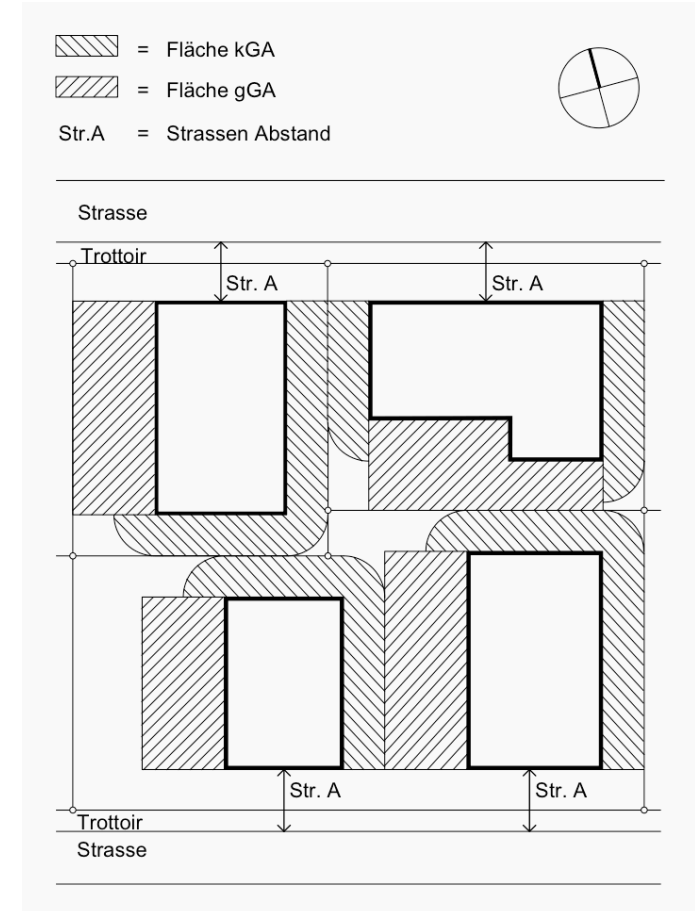 = Fläche kGA
= Fläche gGA
Str.A = Strassen Abstand
Strasse
Trottoir
Str. A
Str. A
Str. A
Str. A
Trottoir
Strasse